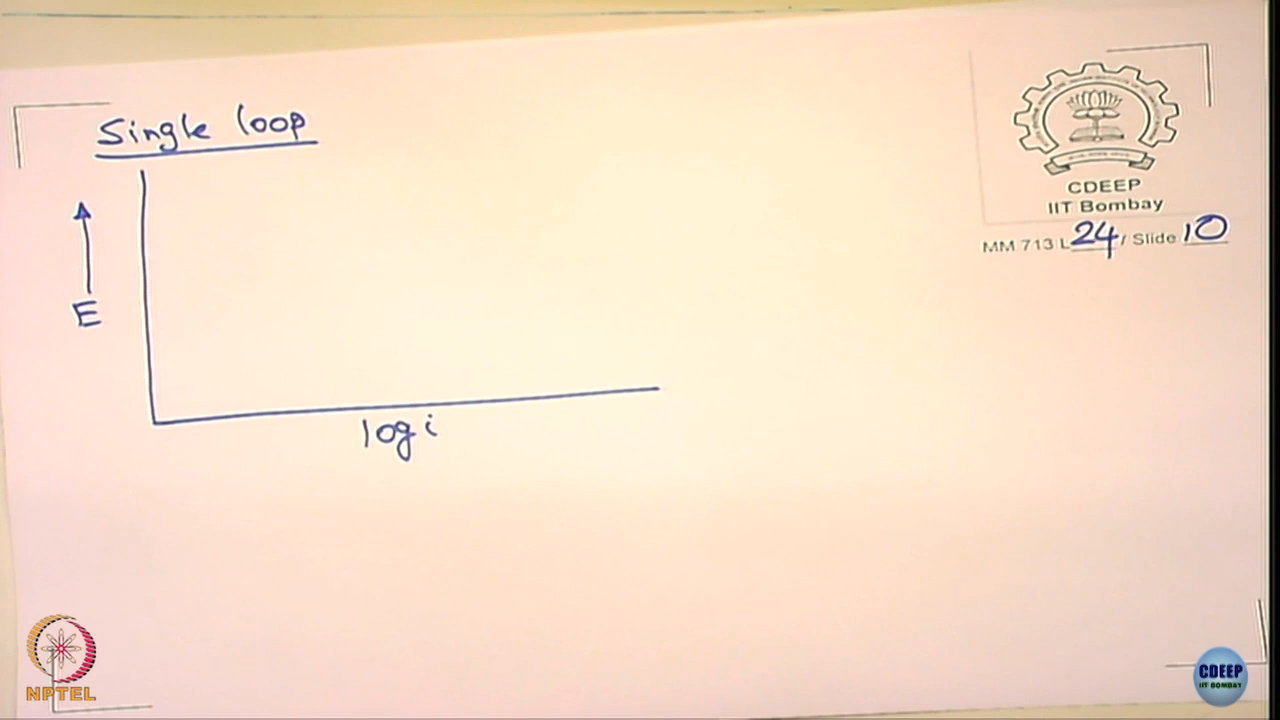 Single loop
CDEEP
IIT Bombay
MM 713 L 24 / Slide 10
E
log i
NPTEL
CDEEP
IIT BOMBAY